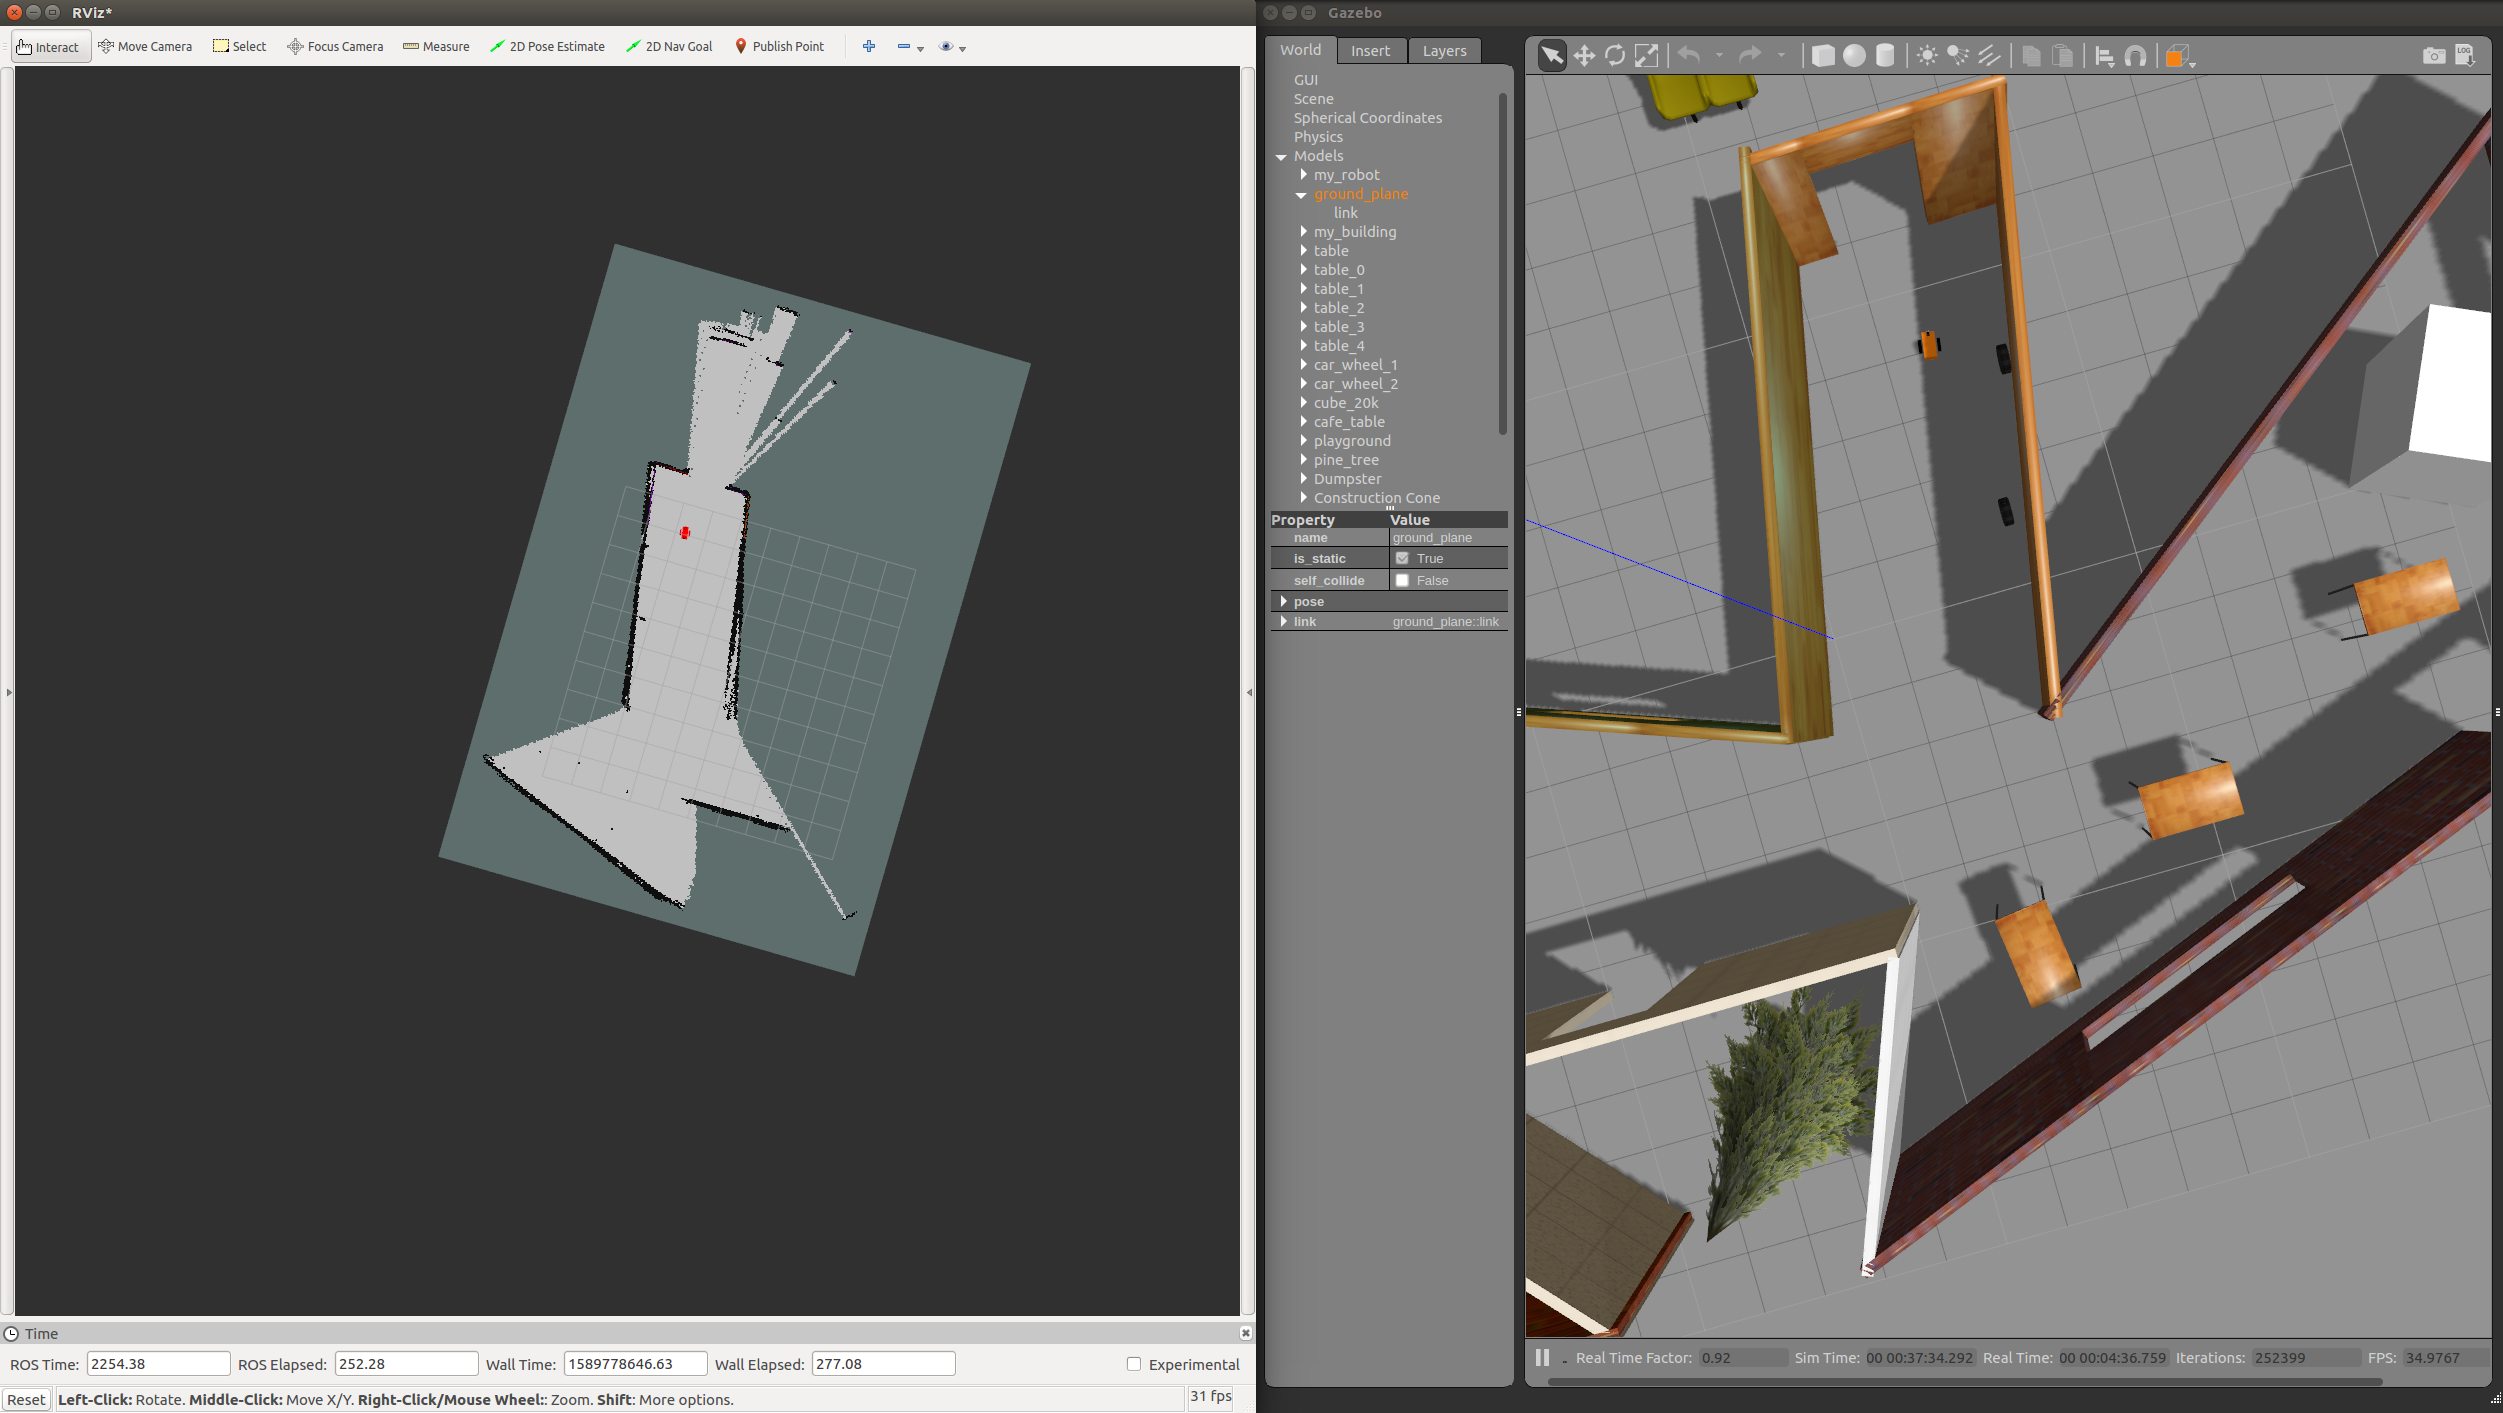 RViz*
Interact Move Camera Select Focus Camera Measure 2D Pose Estimate 2D Nav Goal Publish Point
Time
ROS Time: 2254.38 ROS Elapsed: 252.28 Wall Time: 1589778646.63 Wall Elapsed: 277.08 Experimental
Reset Left-Click: Rotate. Middle-Click: Move X/Y. Right-Click/Mouse Wheel:: Zoom. Shift: More options. 31 fps
Gazebo
World Insert Layers
GUI
Scene
Spherical Coordinates
Physics
Models
my_robot
ground_plane
link
my_building
table
table_0
table_1
table_2
table_3
table_4
car_wheel_1
car_wheel_2
cube_20k
cafe_table
playground
pine_tree
Dumpster
Construction Cone
Property Value
name ground_plane
is_static True
self_collide False
pose
link ground_plane::link
LOG
Real Time Factor: 0.92 Sim Time: 00 00:37:34.292 Real Time: 00 00:04:36.759 Iterations: 252399 FPS: 34.9767